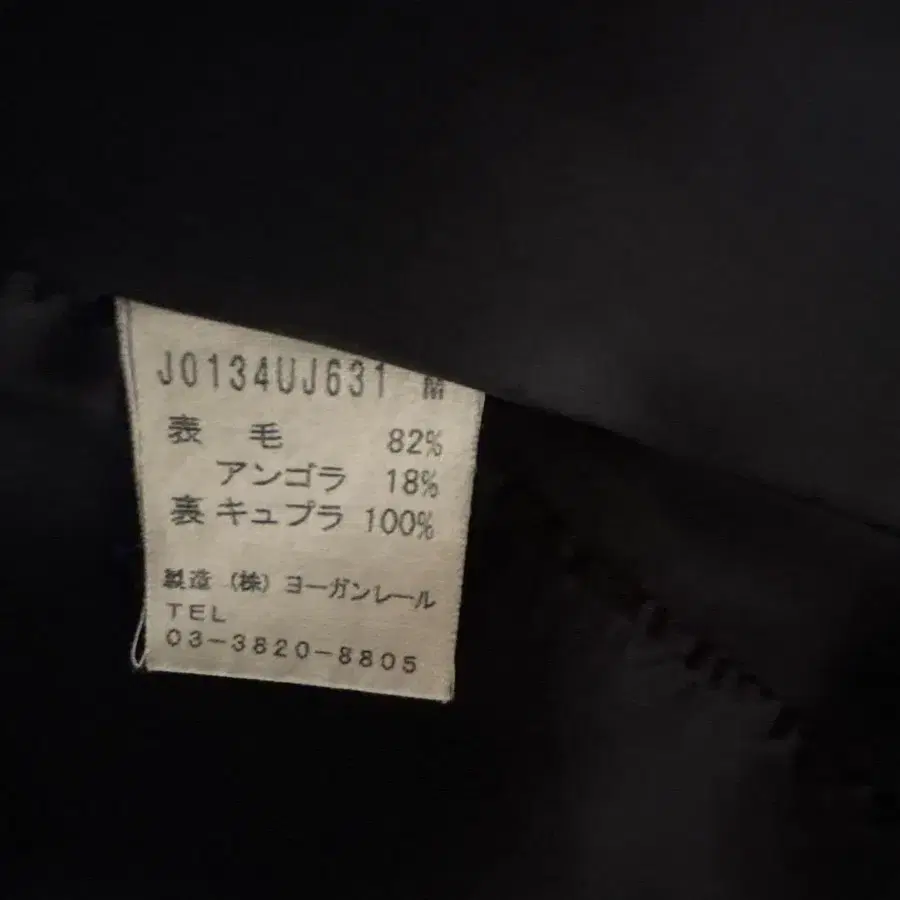 J0134UJ631 M
表 毛 82%
アンゴラ 18%
裏 キュプラ 100%
製造 (株) ヨーガンレール
TEL
03-3820-8805